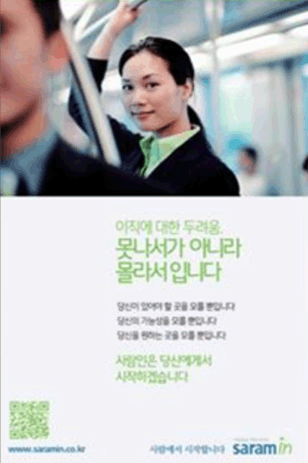 이직에 대한 두려움.
못나서가 아니라
몰라서입니다
당신이 있어야 할 곳을 모를 뿐입니다
당신의 가능성을 모를 뿐입니다
당신을 원하는 곳을 모를 뿐입니다
사람인은 당신에게서
시작하겠습니다
www.saramin.co.kr
사람에서 시작합니다
saramin